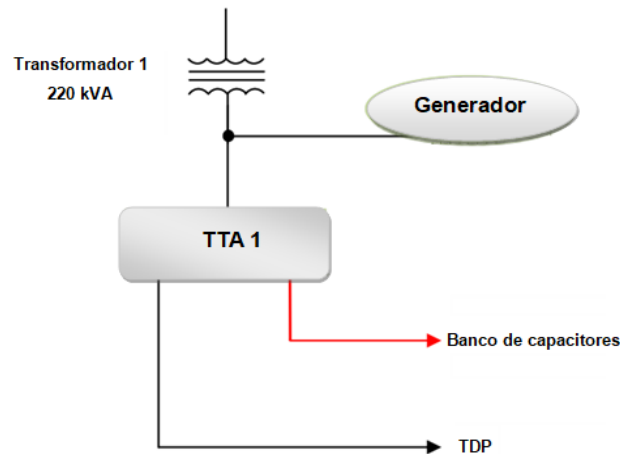 Transformador 1
220 kVA
Generador
TTA 1
Banco de capacitores
TDP